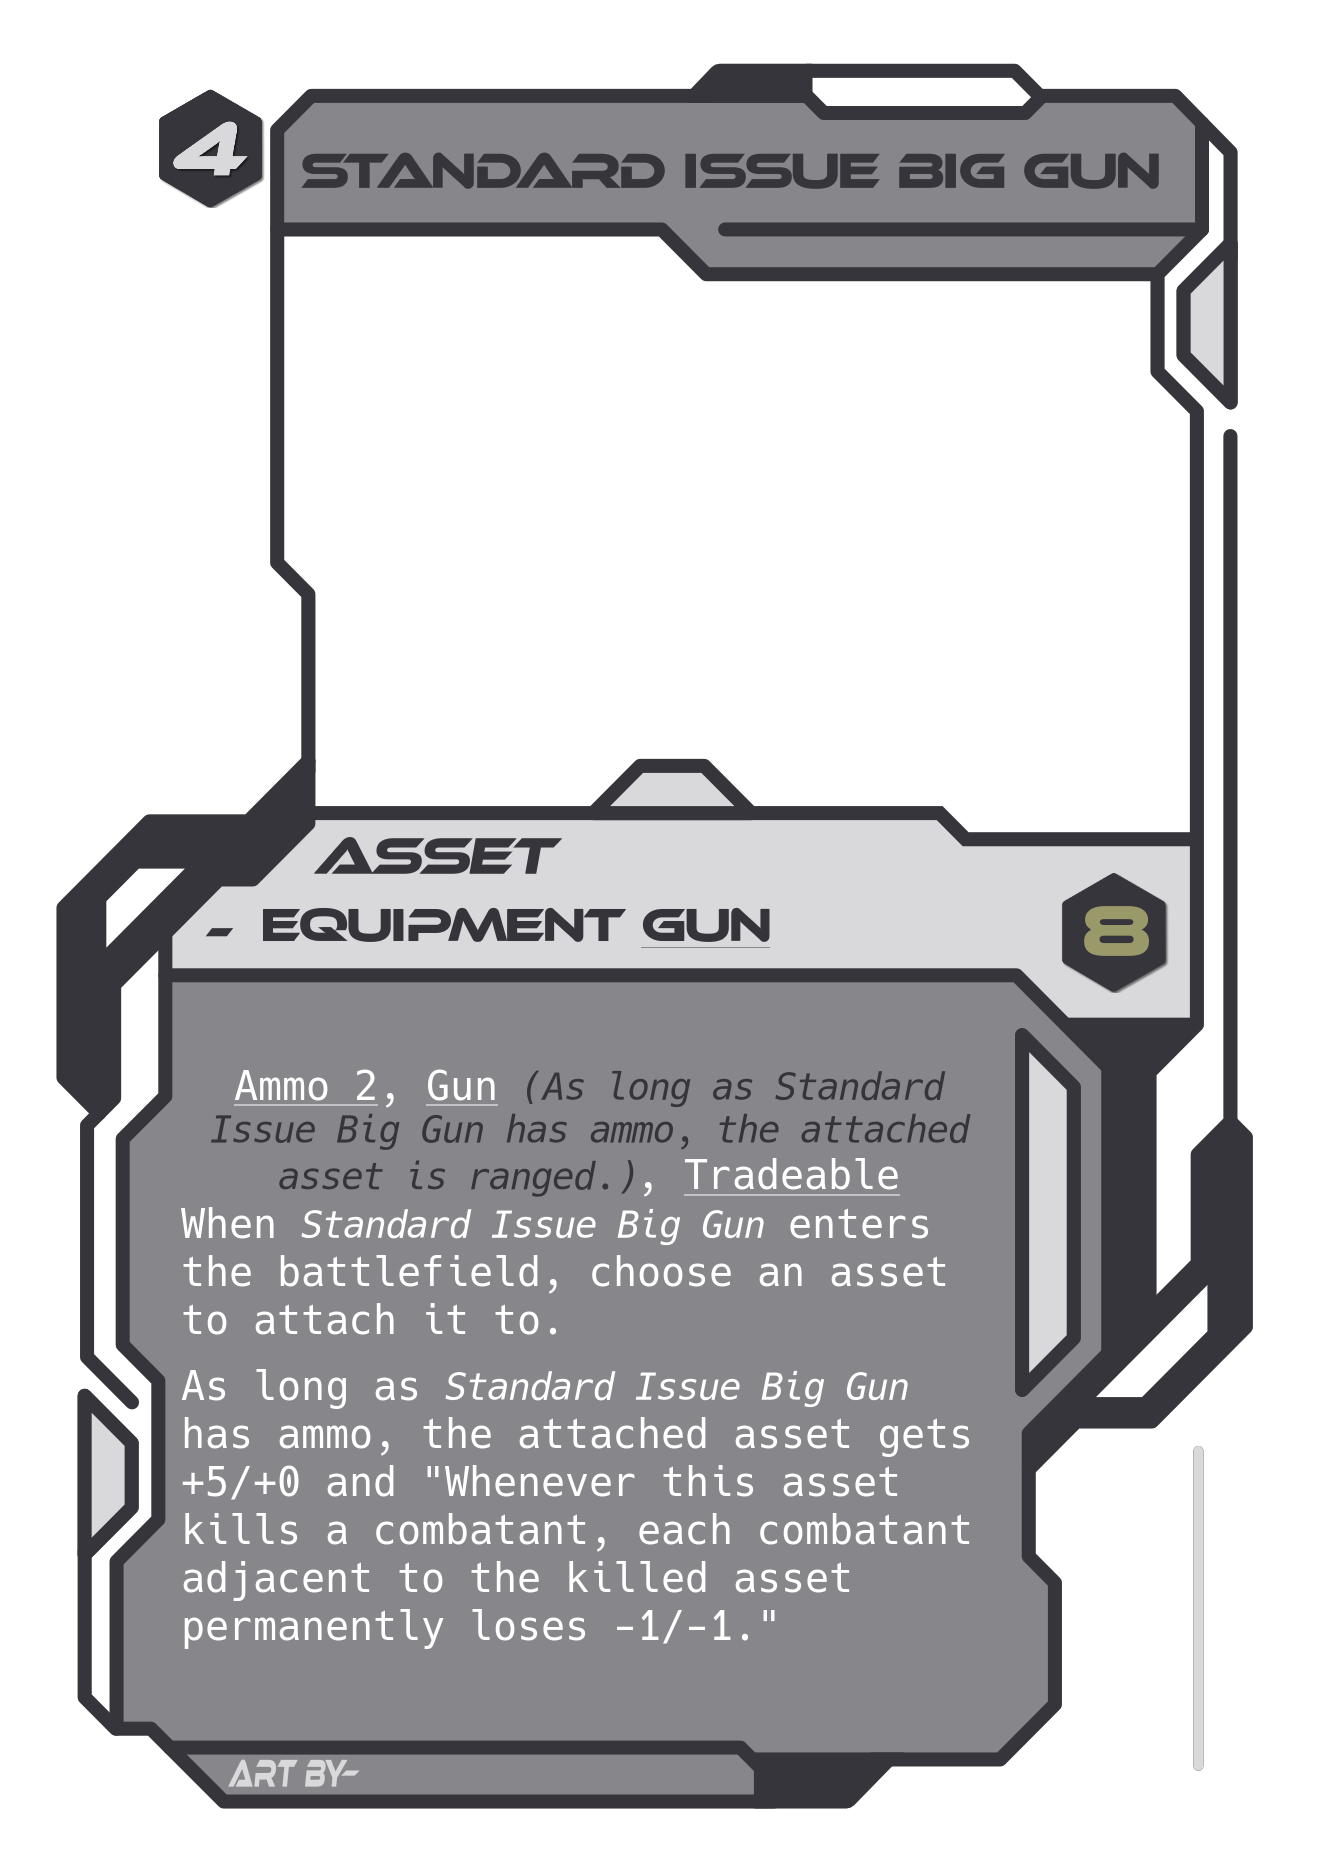 4
STANDARD ISSUE BIG GUN
ASSET
- EQUIPMENT GUN
8
Ammo 2, Gun (As long as Standard
Issue Big Gun has ammo, the attached
asset is ranged.), Tradeable
When Standard Issue Big Gun enters
the battlefield, choose an asset
to attach it to.
As long as Standard Issue Big Gun
has ammo, the attached asset gets
+5/+0 and "Whenever this asset
kills a combatant, each combatant
adjacent to the killed asset
permanently loses -1/-1."
ART BY-